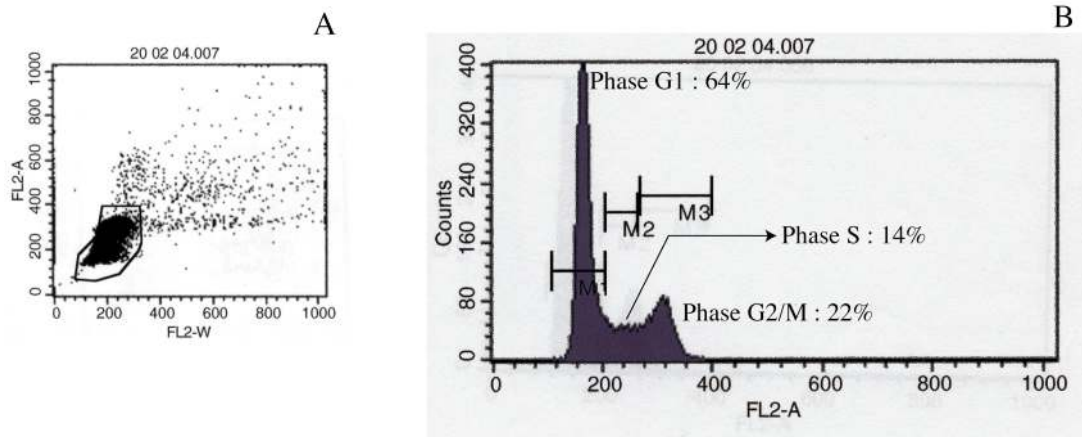 A
20 02 04.007
1000
800
600
400
200
0
FL2-A
0 200 400 600 800 1000
FL2-W
B
20 02 04.007
400
320
240
160
80
0
Counts
Phase G1 : 64%
M3
M2
Phase S : 14%
M
Phase G2/M : 22%
0 200 400 600 800 1000
FL2-A